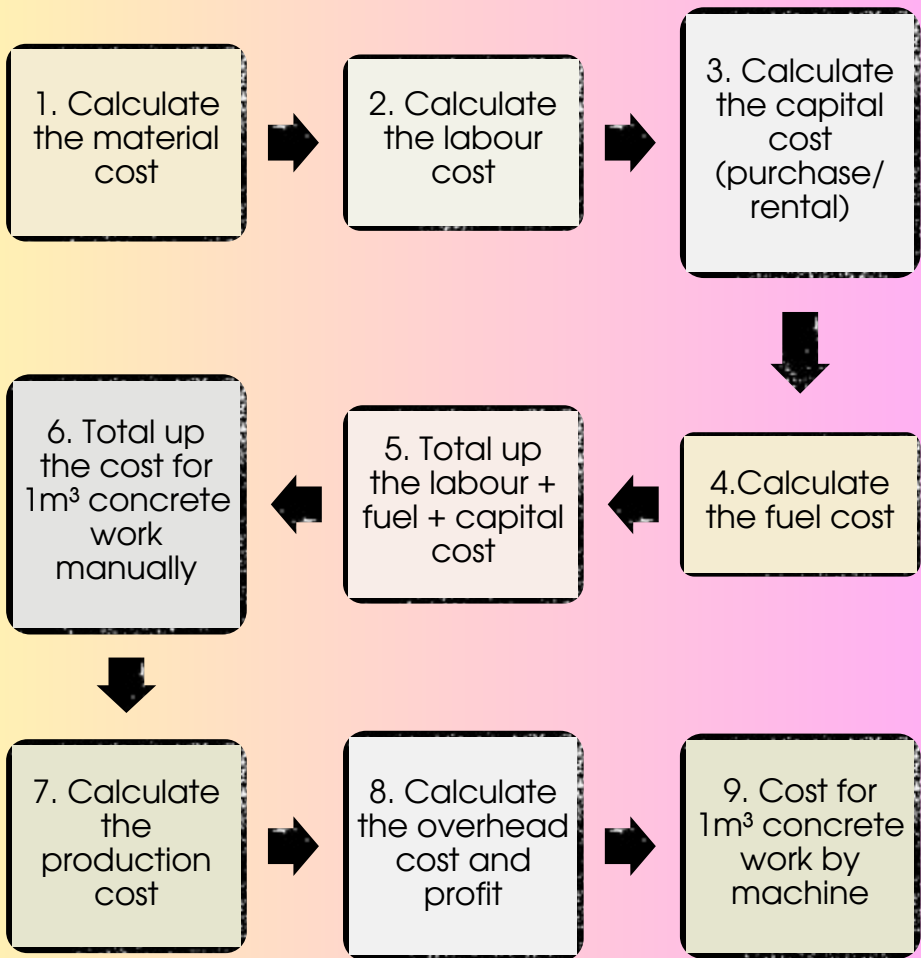 1. Calculate
the material
cost
2. Calculate
the labour
cost
3. Calculate
the capital
cost
(purchase/
rental)
4.Calculate
the fuel cost
5. Total up
the labour +
fuel + capital
cost
6. Total up
the cost for
1m³ concrete
work
manually
7. Calculate
the
production
cost
8. Calculate
the overhead
cost and
profit
9. Cost for
1m³ concrete
work by
machine